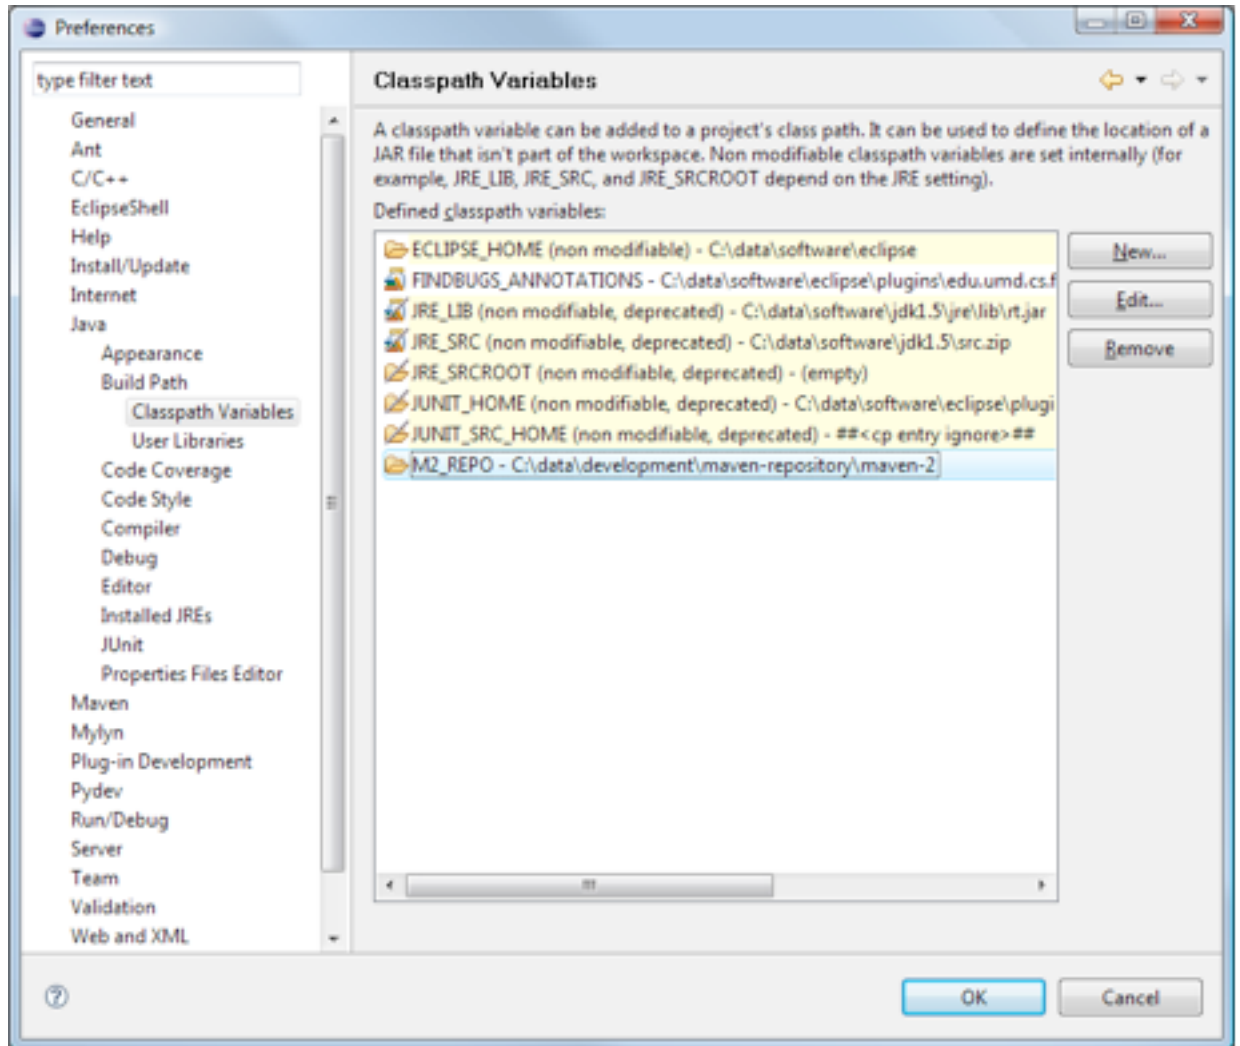 Preferences
type filter text
General
Ant
C/C++
EclipseShell
Help
Install/Update
Internet
Java
Appearance
Build Path
Classpath Variables
User Libraries
Code Coverage
Code Style
Compiler
Debug
Editor
Installed JREs
JUnit
Properties Files Editor
Maven
Mylyn
Plug-in Development
Pydev
Run/Debug
Server
Team
Validation
Web and XML
Classpath Variables
A classpath variable can be added to a project's class path. It can be used to define the location of a
JAR file that isn't part of the workspace. Non modifiable classpath variables are set internally (for
example, JRE_LIB, JRE_SRC, and JRE_SRCROOT depend on the JRE setting).
Defined classpath variables:
ECLIPSE_HOME (non modifiable) - C:\data\software\eclipse
FINDBUGS_ANNOTATIONS - C:\data\software\eclipse\plugins\edu.umd.cs.f
JRE_LIB (non modifiable, deprecated) - C:\data\software\jdk1.5\jre\lib\rt.jar
JRE_SRC (non modifiable, deprecated) - C:\data\software\jdk1.5\src.zip
JRE_SRCROOT (non modifiable, deprecated) - (empty)
JUNIT_HOME (non modifiable, deprecated) - C:\data\software\eclipse\plugi
JUNIT_SRC_HOME (non modifiable, deprecated) - ##<cp entry ignore>##
M2_REPO - C:\data\development\maven-repository\maven-2
New...
Edit...
Remove
OK
Cancel